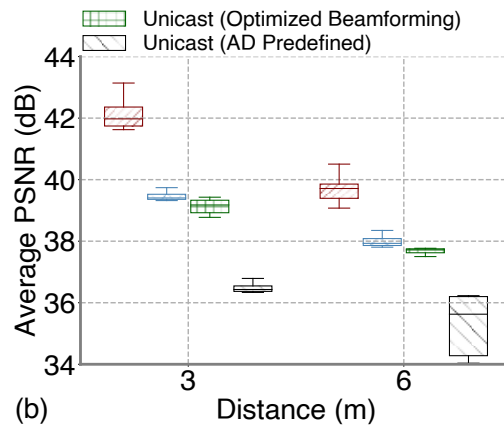 Unicast (Optimized Beamforming)
Unicast (AD Predefined)
44
42
40
38
36
34
Average PSNR (dB)
3
6
(b)
Distance (m)